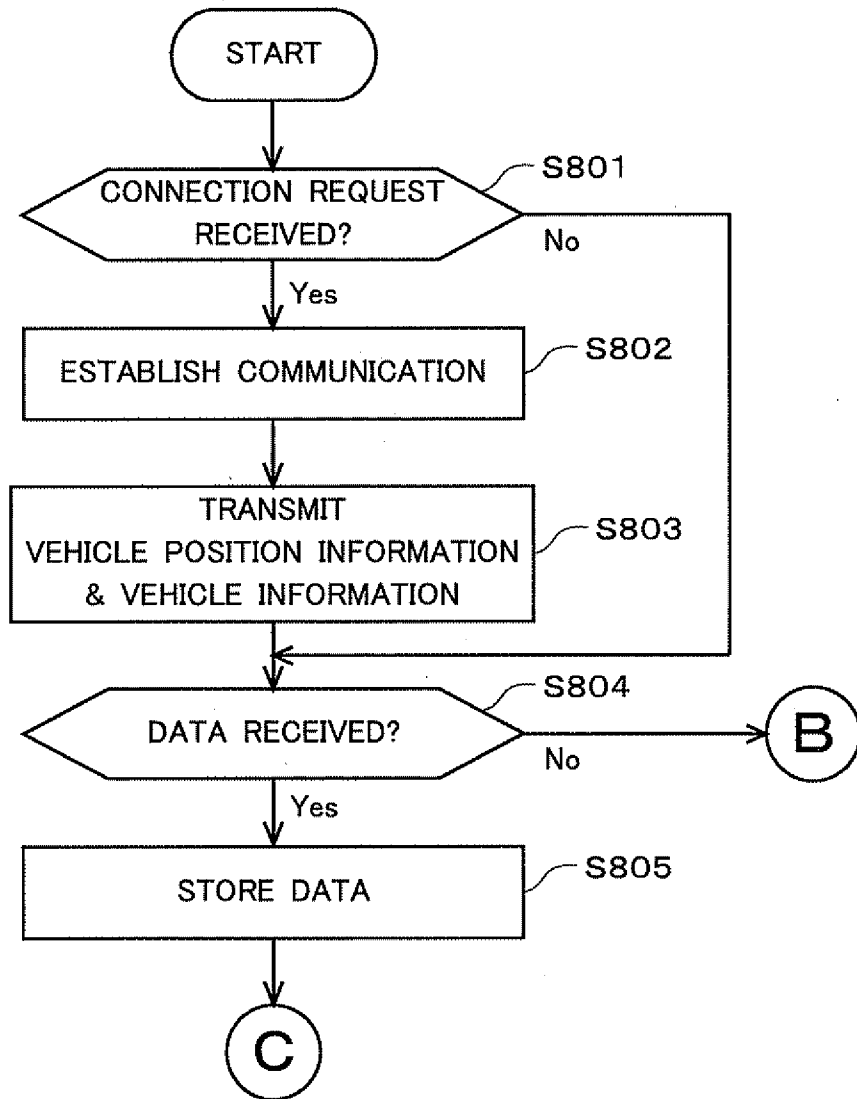 START
CONNECTION REQUEST
RECEIVED?
S801
No
Yes
ESTABLISH COMMUNICATION
S802
TRANSMIT
VEHICLE POSITION INFORMATION
& VEHICLE INFORMATION
S803
DATA RECEIVED?
S804
No
B
Yes
STORE DATA
S805
C